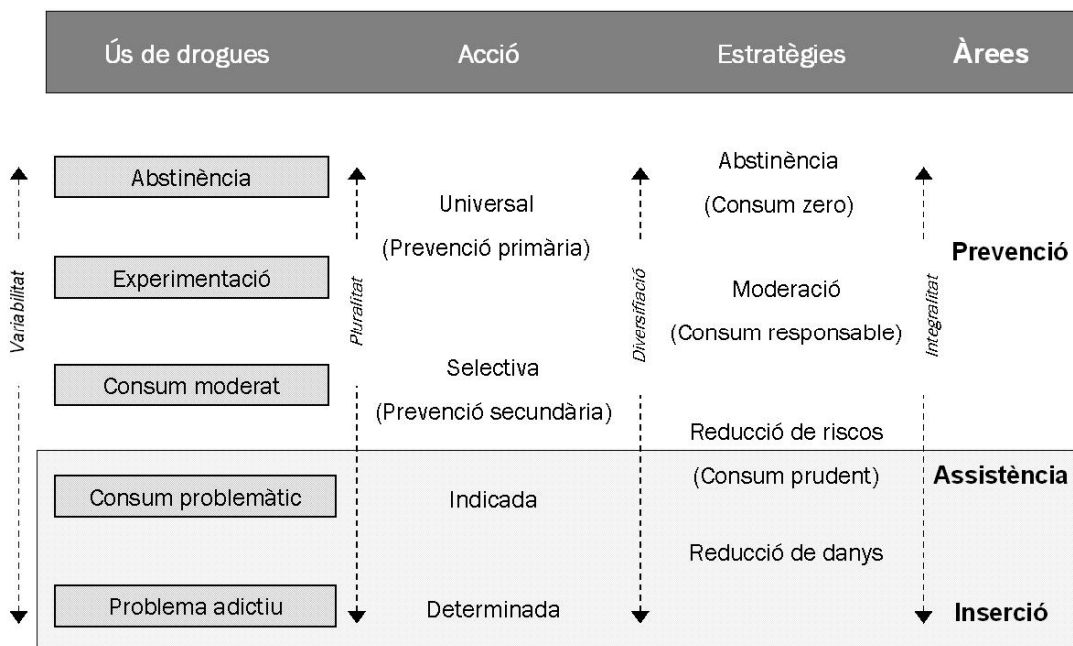 Ús de drogues
Acció
Estratègies
Àrees
Variabilitat
Abstinència
Experimentació
Consum moderat
Consum problemàtic
Problema adictiu
Pluralitat
Universal
(Prevenció primària)
Selectiva
(Prevenció secundària)
Indicada
Determinada
Diversifiació
Abstinència
(Consum zero)
Moderació
(Consum responsable)
Reducció de riscos
(Consum prudent)
Reducció de danys
Integralitat
Prevenció
Assistència
Inserció